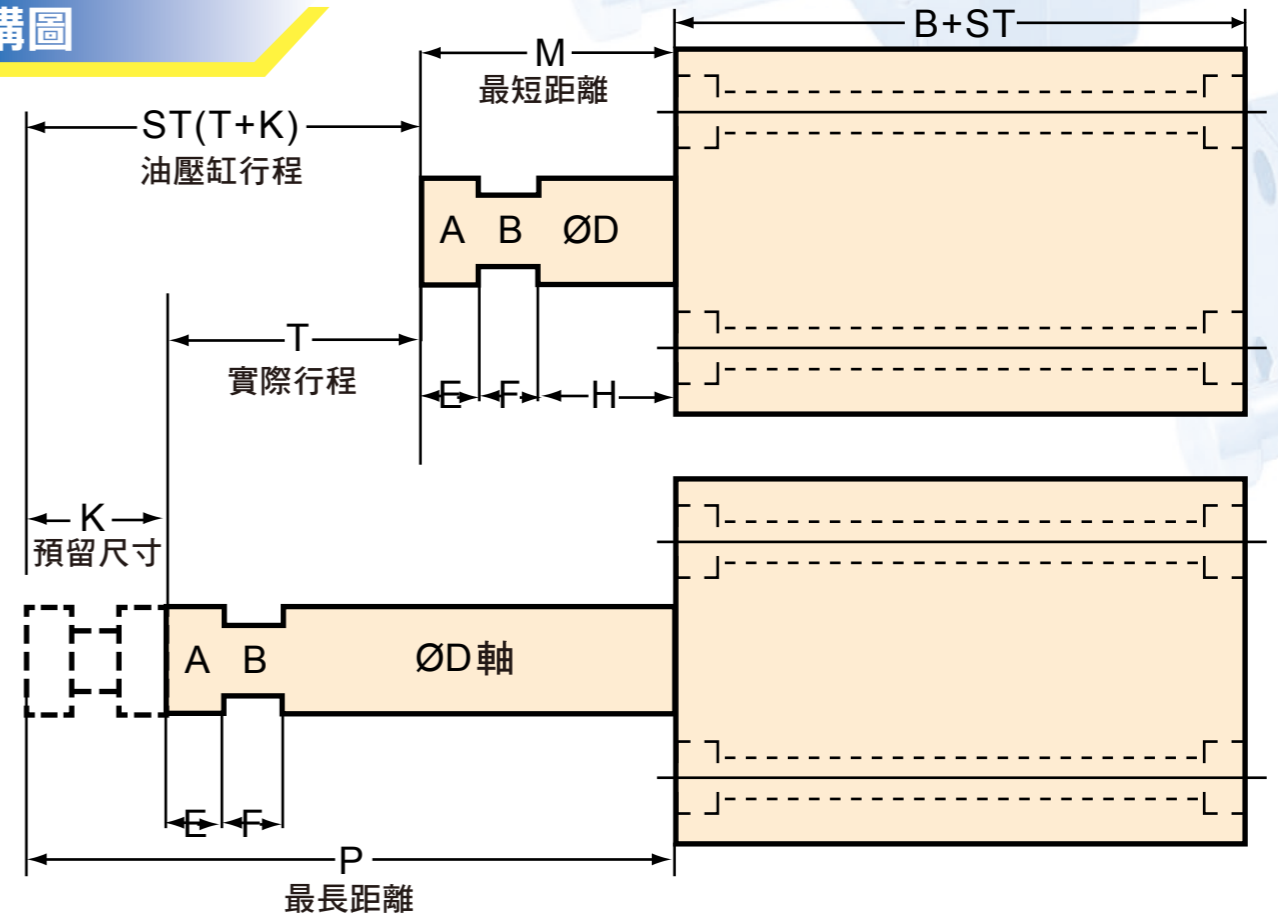 構圖
B+ST
M
最短距離
ST(T+K)
油壓缸行程
A B ØD
T
實際行程
E F H
K
預留尺寸
A B ØD軸
E F
P
最長距離